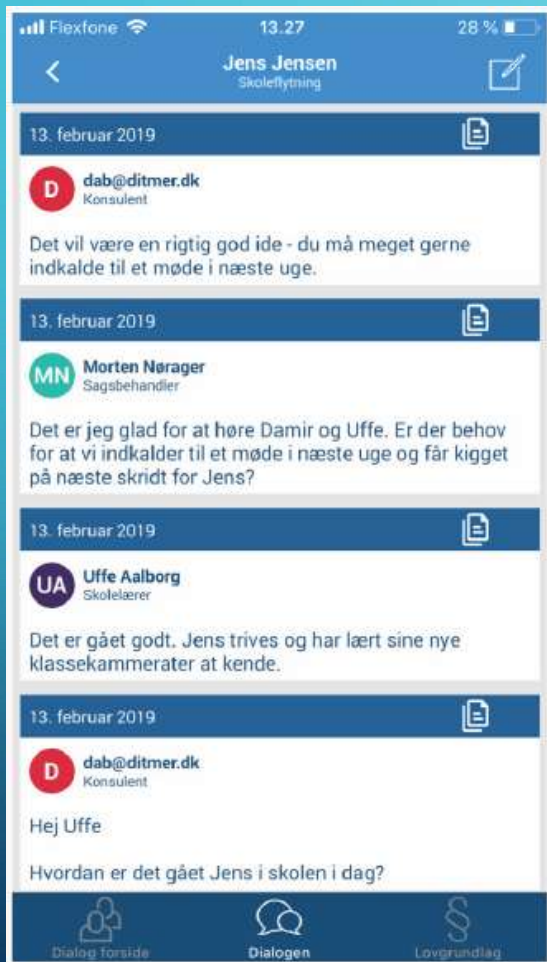 Flexfone 13.27 28 %
Jens Jensen
Skoleflytning
13. februar 2019
D dab@ditmer.dk
Konsulent
Det vil være en rigtig god ide - du må meget gerne
indkalde til et møde i næste uge.
13. februar 2019
MN Morten Nørager
Sagsbehandler
Det er jeg glad for at høre Damir og Uffe. Er der behov
for at vi indkalder til et møde i næste uge og får kigget
på næste skridt for Jens?
13. februar 2019
UA Uffe Aalborg
Skolelærer
Det er gået godt. Jens trives og har lært sine nye
klassekammerater at kende.
13. februar 2019
D dab@ditmer.dk
Konsulent
Hej Uffe
Hvordan er det gået Jens i skolen i dag?
§
Dialog forside Dialogen Lovgrundlag